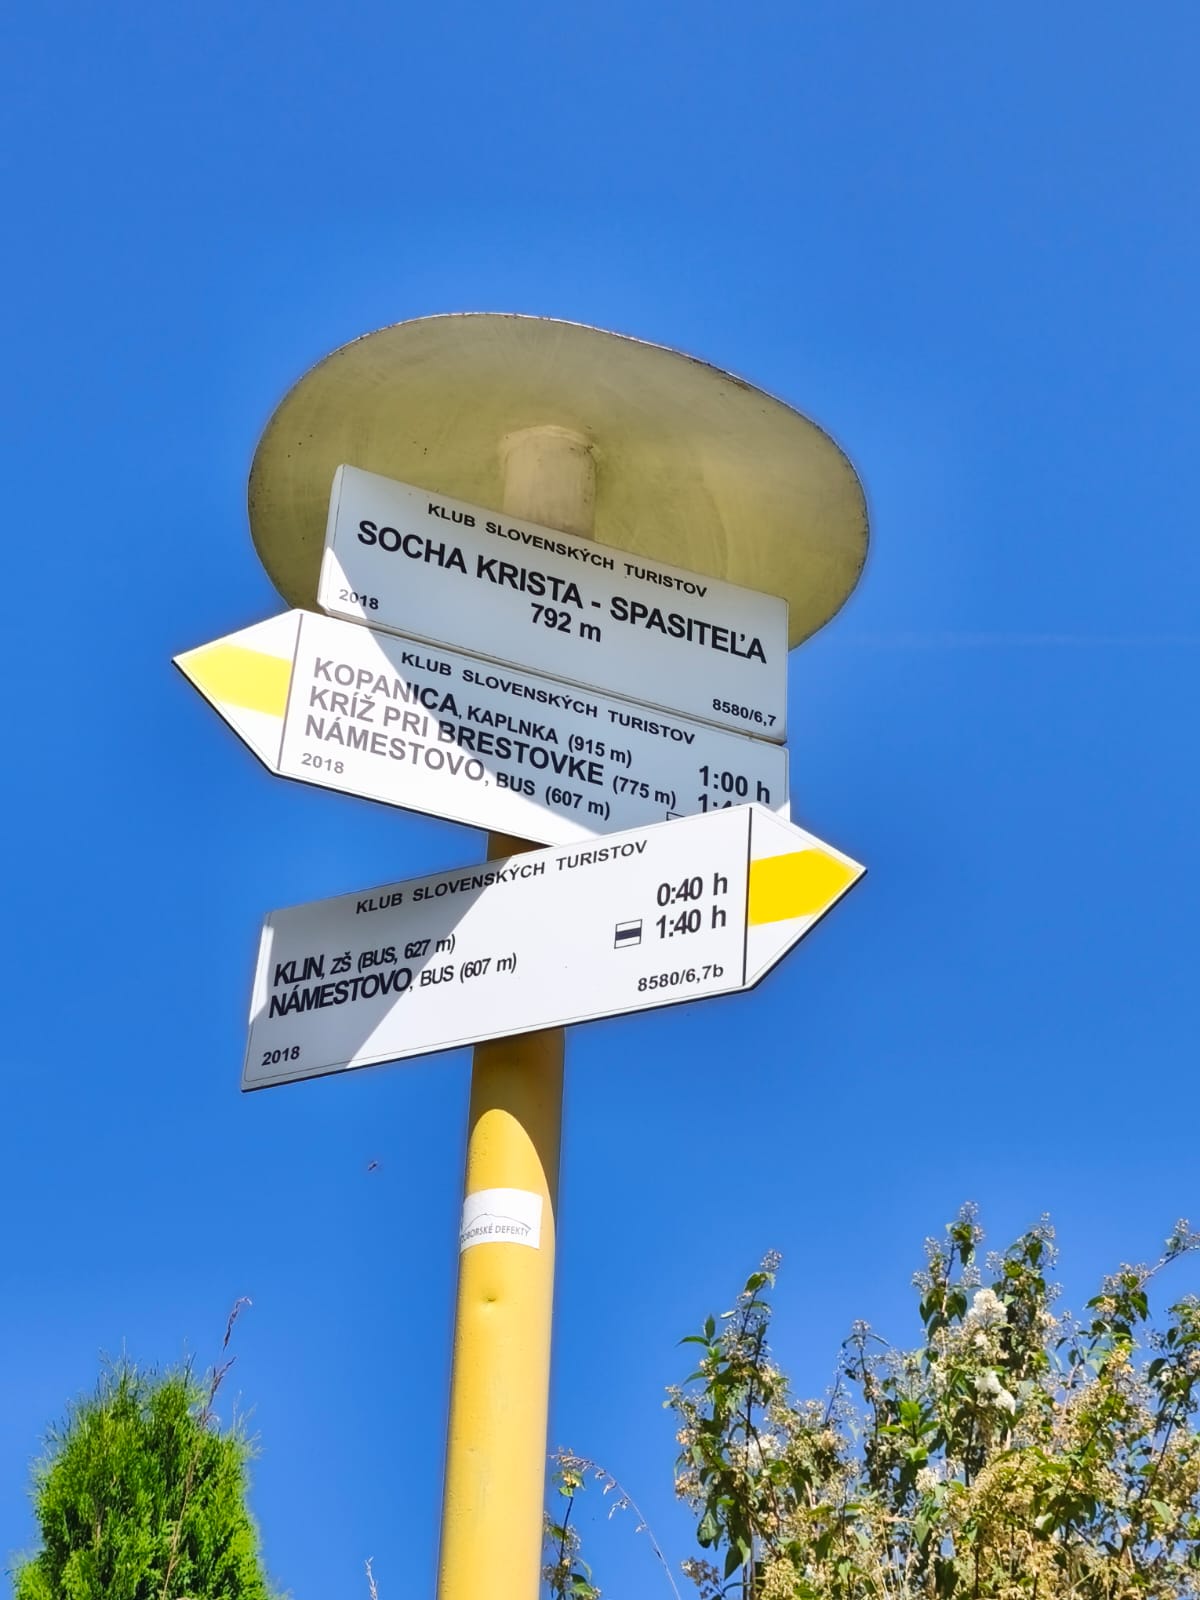 KLUB SLOVENSKÝCH TURISTOV
SOCHA KRISTA - SPASITEĽA
792 m
2018
8580/6,7
KLUB SLOVENSKÝCH TURISTOV
KOPANICA, KAPLNKA (915 m) 1:00 h
KRÍŽ PRI BRESTOVKE (775 m)
NÁMESTOVO, BUS (607 m)
2018
KLUB SLOVENSKÝCH TURISTOV
KLIN, ZŠ (BUS, 627 m) 0:40 h
NÁMESTOVO, BUS (607 m) 1:40 h
8580/6,7b
2018
DEFEKTY